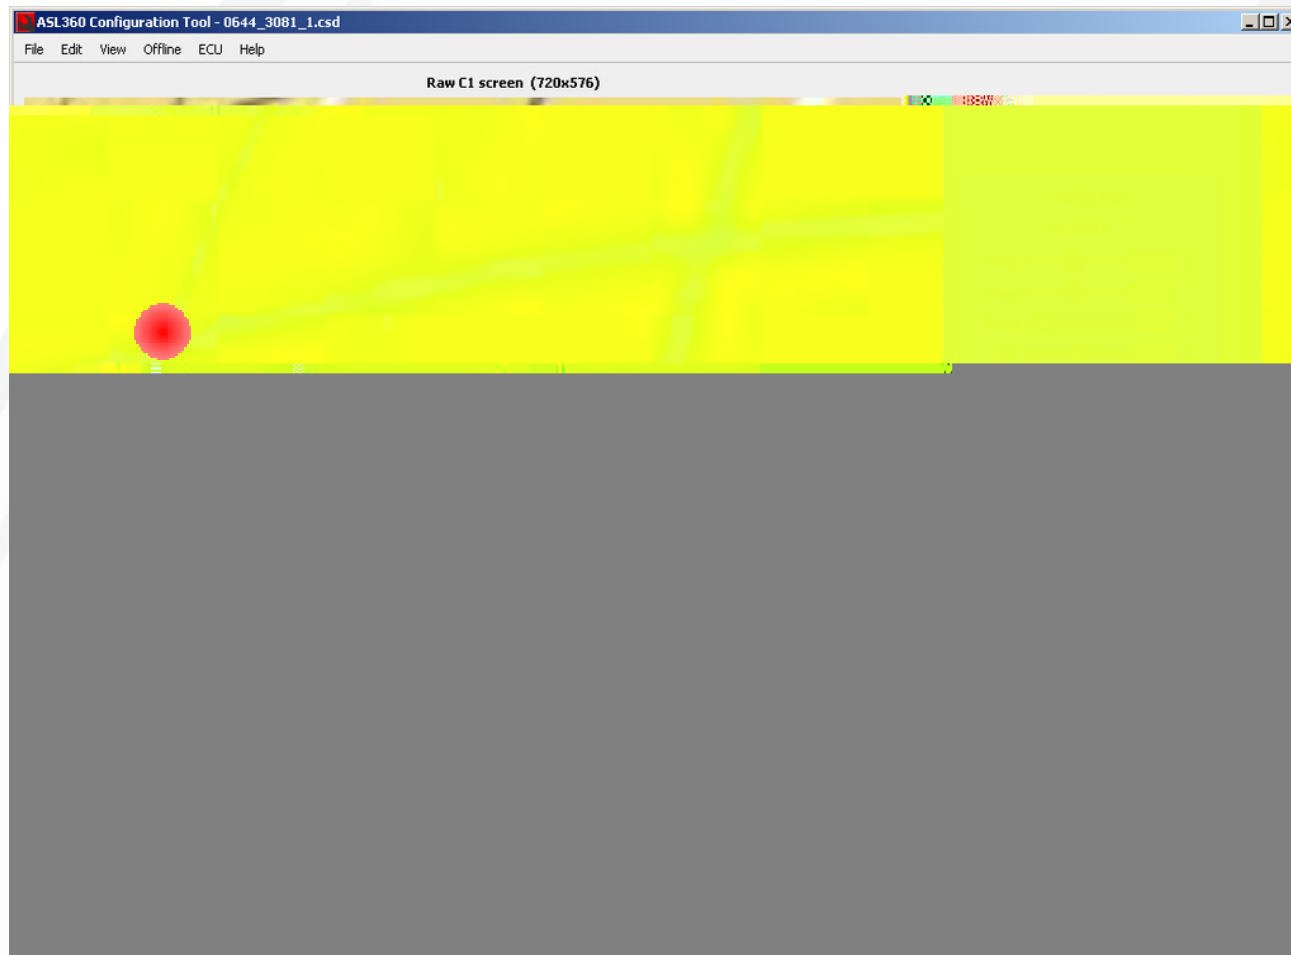 ASL360 Configuration Tool - 0644_3081_1.csd
File Edit View Offline ECU Help
Raw C1 screen (720x576)